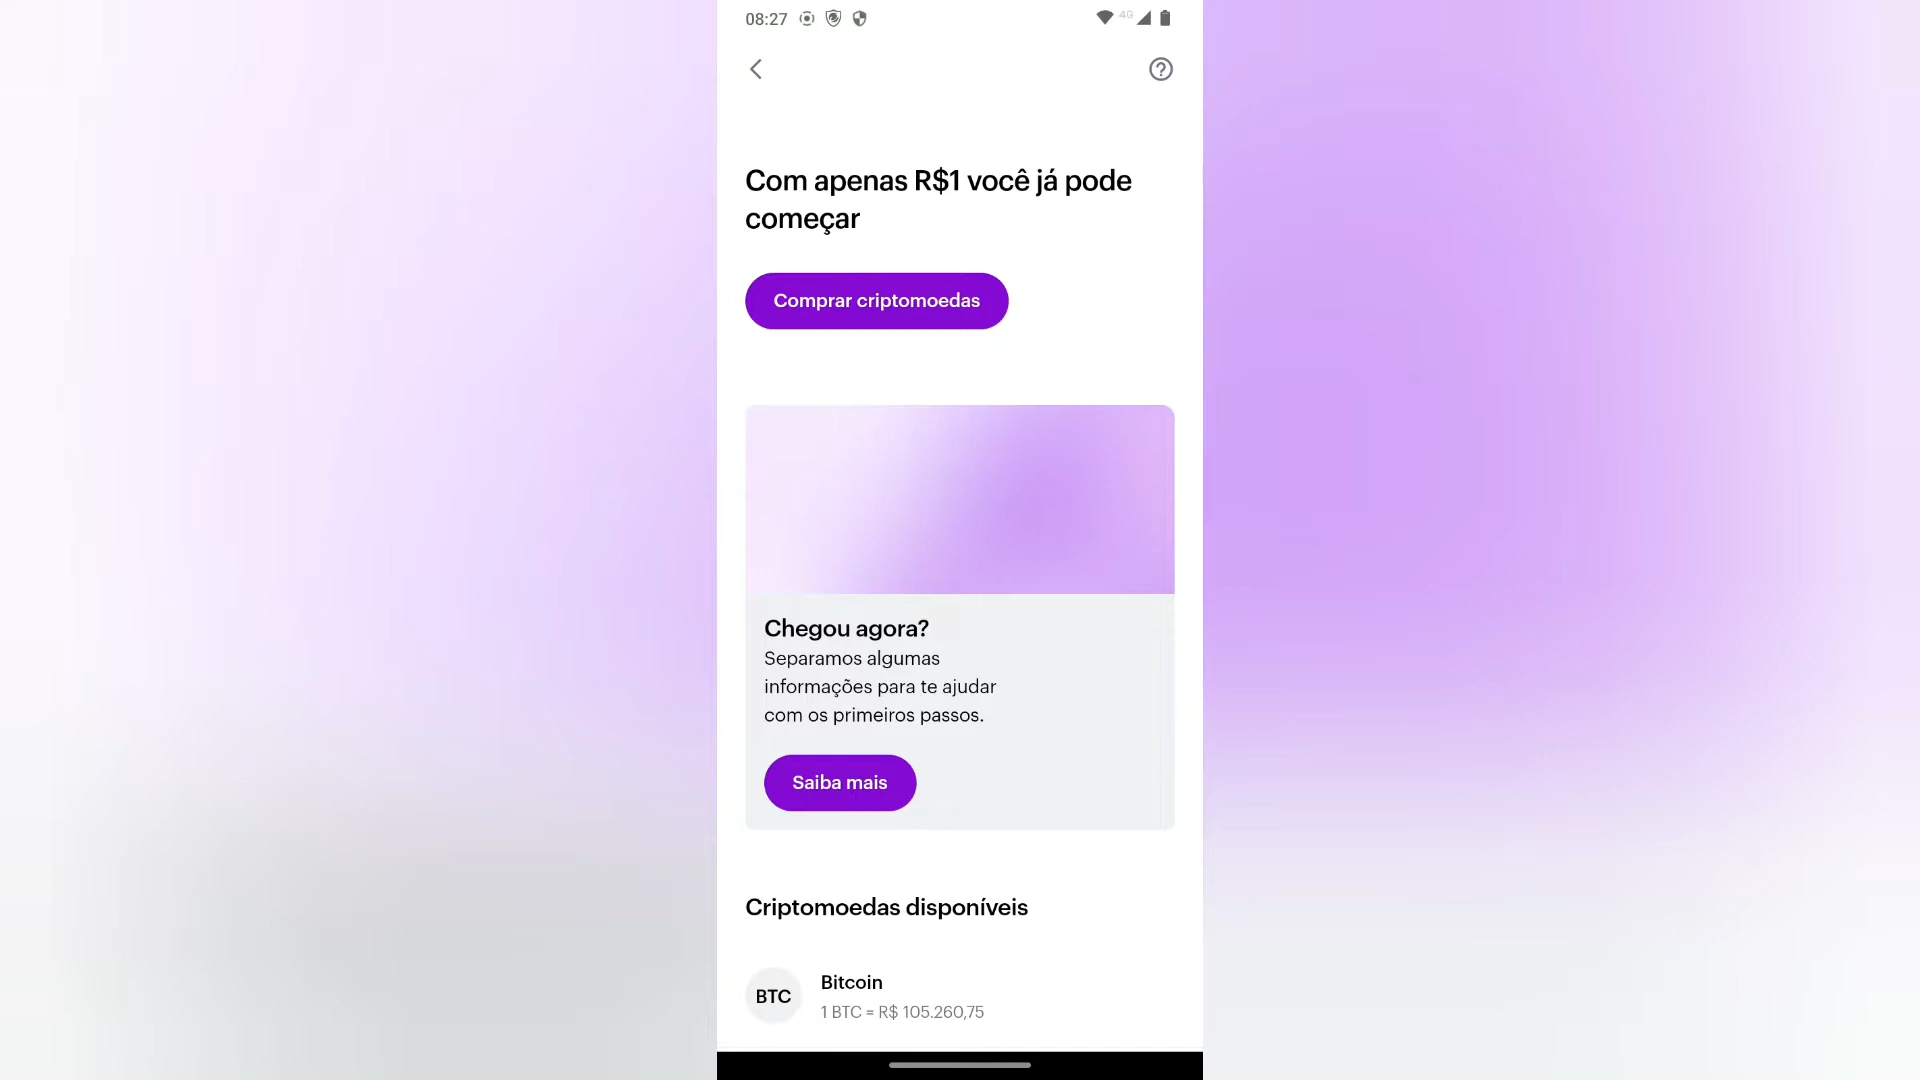 08:27
4G
Com apenas R$1 você já pode
começar
Comprar criptomoedas
Chegou agora?
Separamos algumas
informações para te ajudar
com os primeiros passos.
Saiba mais
Criptomoedas disponíveis
BTC
Bitcoin
1 BTC = R$ 105.260,75